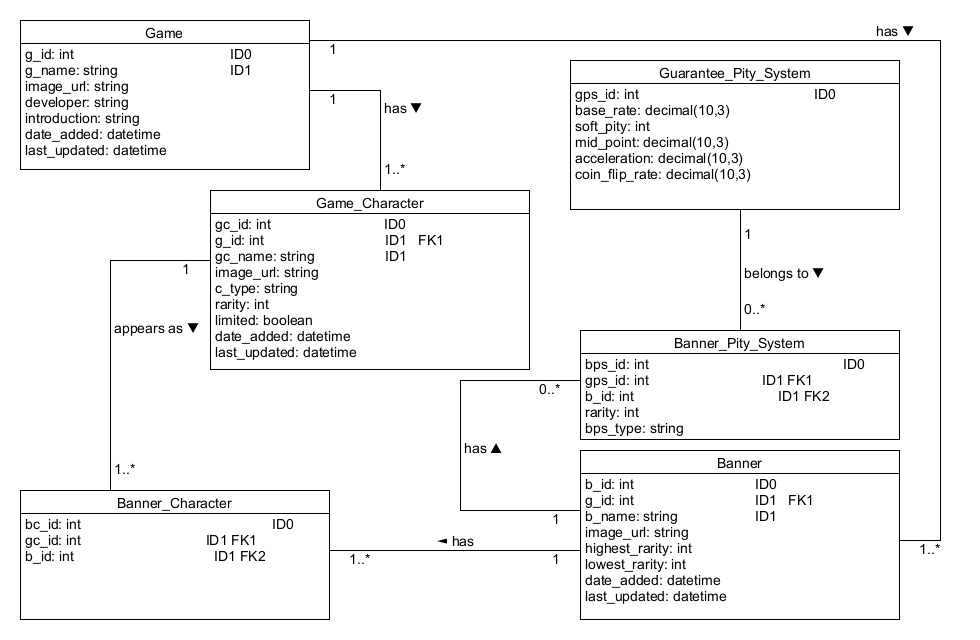 Game
g_id: int ID0
g_name: string ID1
image_url: string
developer: string
introduction: string
date_added: datetime
last_updated: datetime
1
has ▼
1
has ▼
1..*
Guarantee_Pity_System
gps_id: int ID0
base_rate: decimal(10,3)
soft_pity: int
mid_point: decimal(10,3)
acceleration: decimal(10,3)
coin_flip_rate: decimal(10,3)
1
belongs to ▼
0..*
Game_Character
gc_id: int ID0
g_id: int ID1 FK1
gc_name: string ID1
image_url: string
c_type: string
rarity: int
limited: boolean
date_added: datetime
last_updated: datetime
1
appears as ▼
1..*
Banner_Pity_System
bps_id: int ID0
gps_id: int ID1 FK1
b_id: int ID1 FK2
rarity: int
bps_type: string
0..*
has ▲
1
Banner
b_id: int ID0
g_id: int ID1 FK1
b_name: string ID1
image_url: string
highest_rarity: int
lowest_rarity: int
date_added: datetime
last_updated: datetime
1..*
Banner_Character
bc_id: int ID0
gc_id: int ID1 FK1
b_id: int ID1 FK2
◄ has
1..*
1